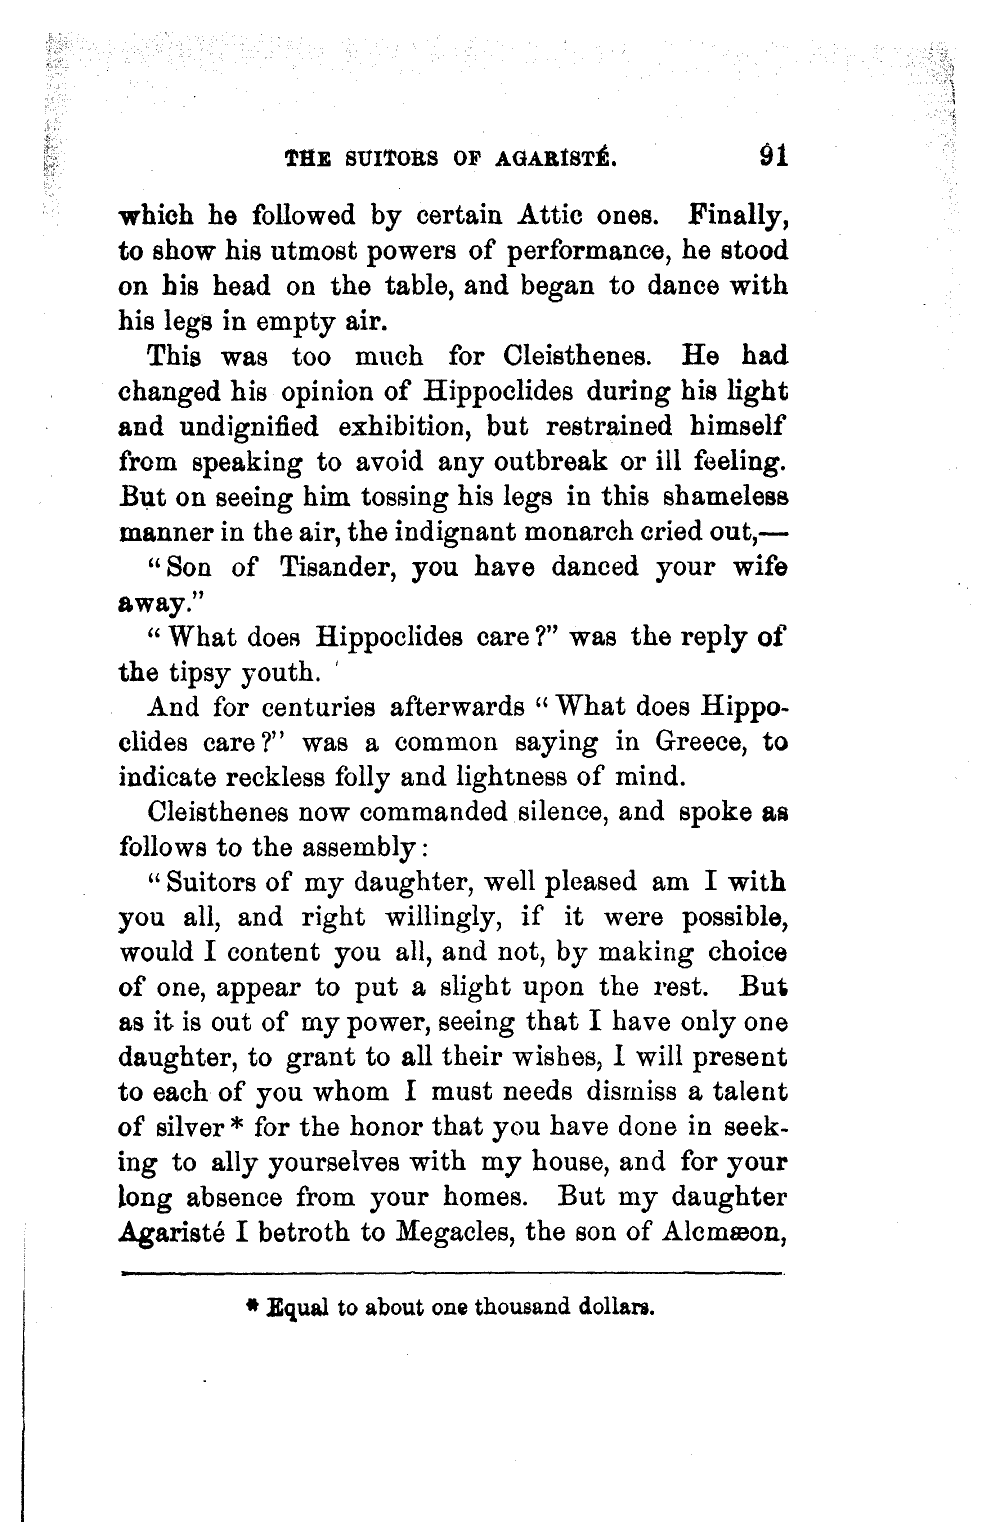 THE SUITORS OF AGARISTÉ. 91
which he followed by certain Attic ones. Finally,
to show his utmost powers of performance, he stood
on his head on the table, and began to dance with
his legs in empty air.
This was too much for Cleisthenes. He had
changed his opinion of Hippoclides during his light
and undignified exhibition, but restrained himself
from speaking to avoid any outbreak or ill feeling.
But on seeing him tossing his legs in this shameless
manner in the air, the indignant monarch cried out,—
“Son of Tisander, you have danced your wife
away.”
“What does Hippoclides care?” was the reply of
the tipsy youth.
And for centuries afterwards “What does Hippo-
clides care?” was a common saying in Greece, to
indicate reckless folly and lightness of mind.
Cleisthenes now commanded silence, and spoke as
follows to the assembly:
“Suitors of my daughter, well pleased am I with
you all, and right willingly, if it were possible,
would I content you all, and not, by making choice
of one, appear to put a slight upon the rest. But
as it is out of my power, seeing that I have only one
daughter, to grant to all their wishes, I will present
to each of you whom I must needs dismiss a talent
of silver* for the honor that you have done in seek-
ing to ally yourselves with my house, and for your
long absence from your homes. But my daughter
Agaristé I betroth to Megacles, the son of Alcmæon,
* Equal to about one thousand dollars.